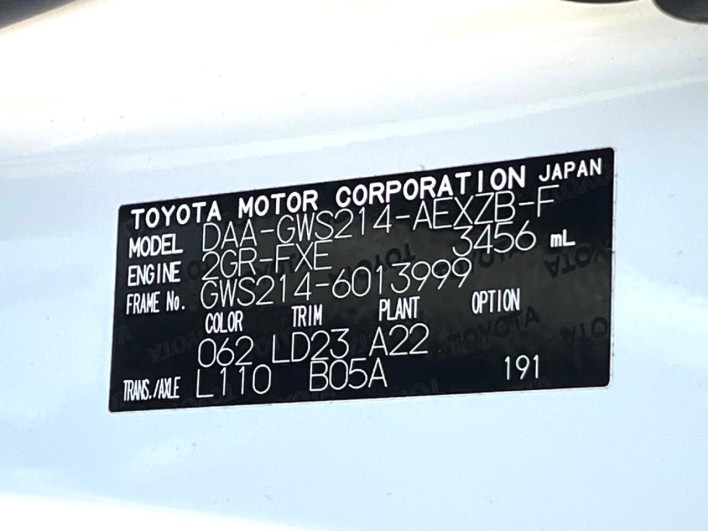 TOYOTA MOTOR CORPORATION JAPAN
MODEL DAA-GWS214-AEXZB-F
ENGINE 2GR-FXE 3456 mL
FRAME No. GWS214-6013999
COLOR TRIM PLANT OPTION
062 LD23 A22
TRANS./AXLE L110 B05A 191